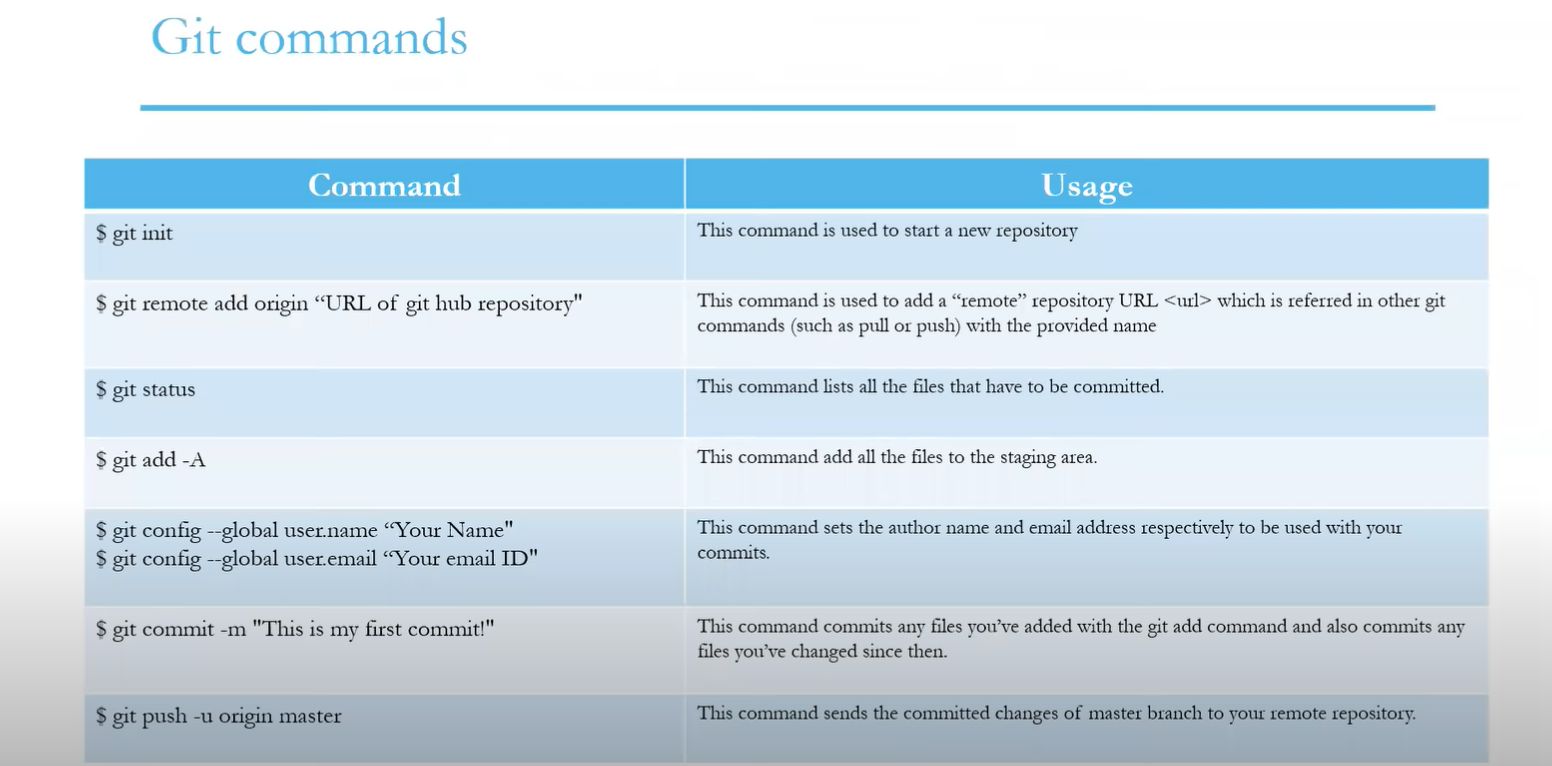 Git commands
Command
Usage
$ git init
This command is used to start a new repository
$ git remote add origin “URL of git hub repository"
This command is used to add a “remote” repository URL <url> which is referred in other git
commands (such as pull or push) with the provided name
$ git status
This command lists all the files that have to be committed.
$ git add -A
This command add all the files to the staging area.
$ git config --global user.name “Your Name"
$ git config --global user.email “Your email ID"
This command sets the author name and email address respectively to be used with your
commits.
$ git commit -m "This is my first commit!"
This command commits any files you’ve added with the git add command and also commits any
files you’ve changed since then.
$ git push -u origin master
This command sends the committed changes of master branch to your remote repository.